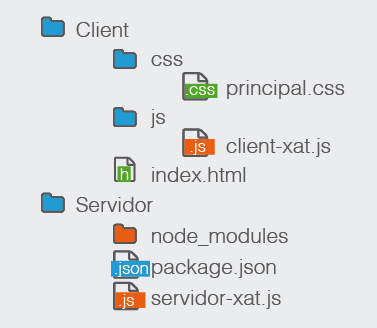 Client
css
.css principal.css
js
.js client-xat.js
h index.html
Servidor
node_modules
.json package.json
.js servidor-xat.js